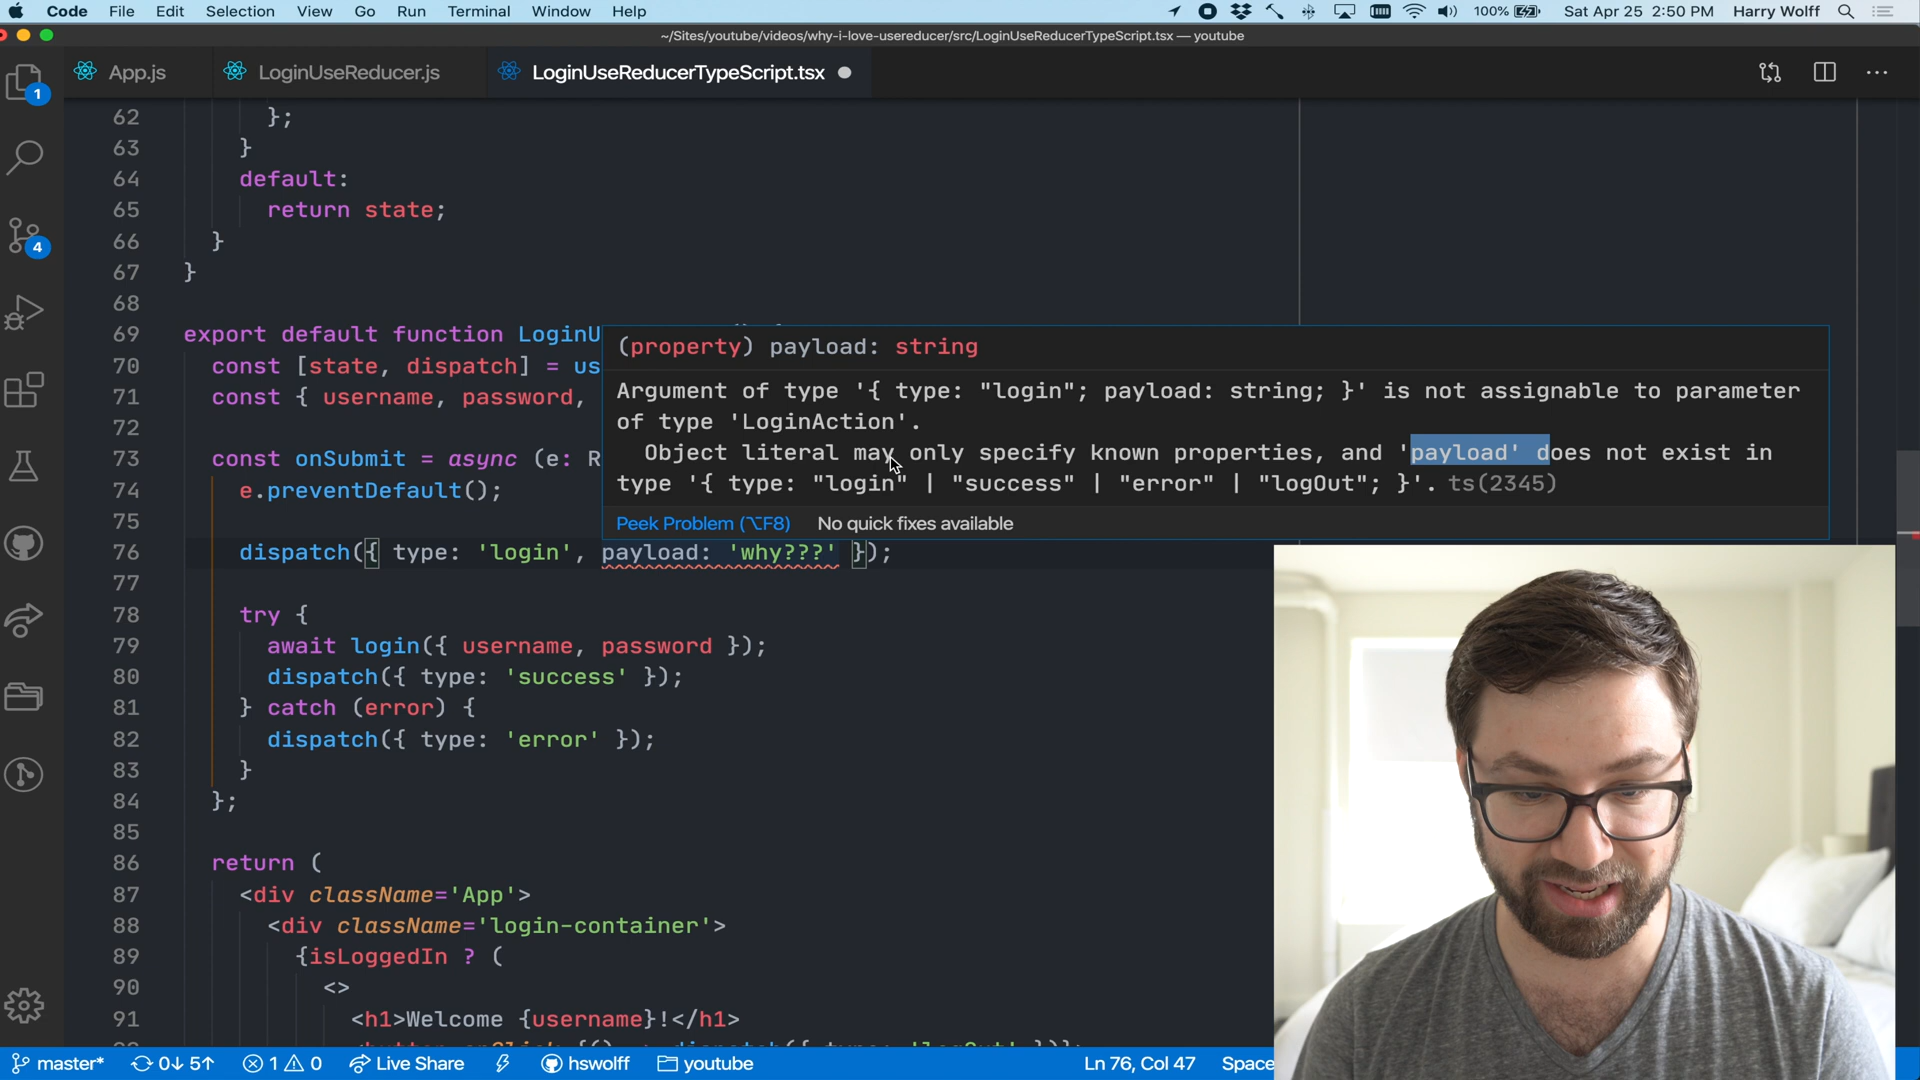 Code File Edit Selection View Go Run Terminal Window Help 100% Sat Apr 25 2:50 PM Harry Wolff
~/Sites/youtube/videos/why-i-love-usereducer/src/LoginUseReducerTypeScript.tsx — youtube
App.js LoginUseReducer.js LoginUseReducerTypeScript.tsx
1
4
62 };
63 }
64 default:
65 return state;
66 }
67 }
68
69 export default function LoginU
70 const [state, dispatch] = us
71 const { username, password,
72
73 const onSubmit = async (e: R
74 e.preventDefault();
75
(property) payload: string
Argument of type '{ type: "login"; payload: string; }' is not assignable to parameter
of type 'LoginAction'.
Object literal may only specify known properties, and 'payload' does not exist in
type '{ type: "login" | "success" | "error" | "logOut"; }'. ts(2345)
Peek Problem (⌥F8) No quick fixes available
76 dispatch({ type: 'login', payload: 'why???' });
77
78 try {
79 await login({ username, password });
80 dispatch({ type: 'success' });
81 } catch (error) {
82 dispatch({ type: 'error' });
83 }
84 };
85
86 return (
87 <div className='App'>
88 <div className='login-container'>
89 {isLoggedIn ? (
90 <>
91 <h1>Welcome {username}!</h1>
master* 0↓ 5↑ 1 0 Live Share hswolff youtube Ln 76, Col 47 Space